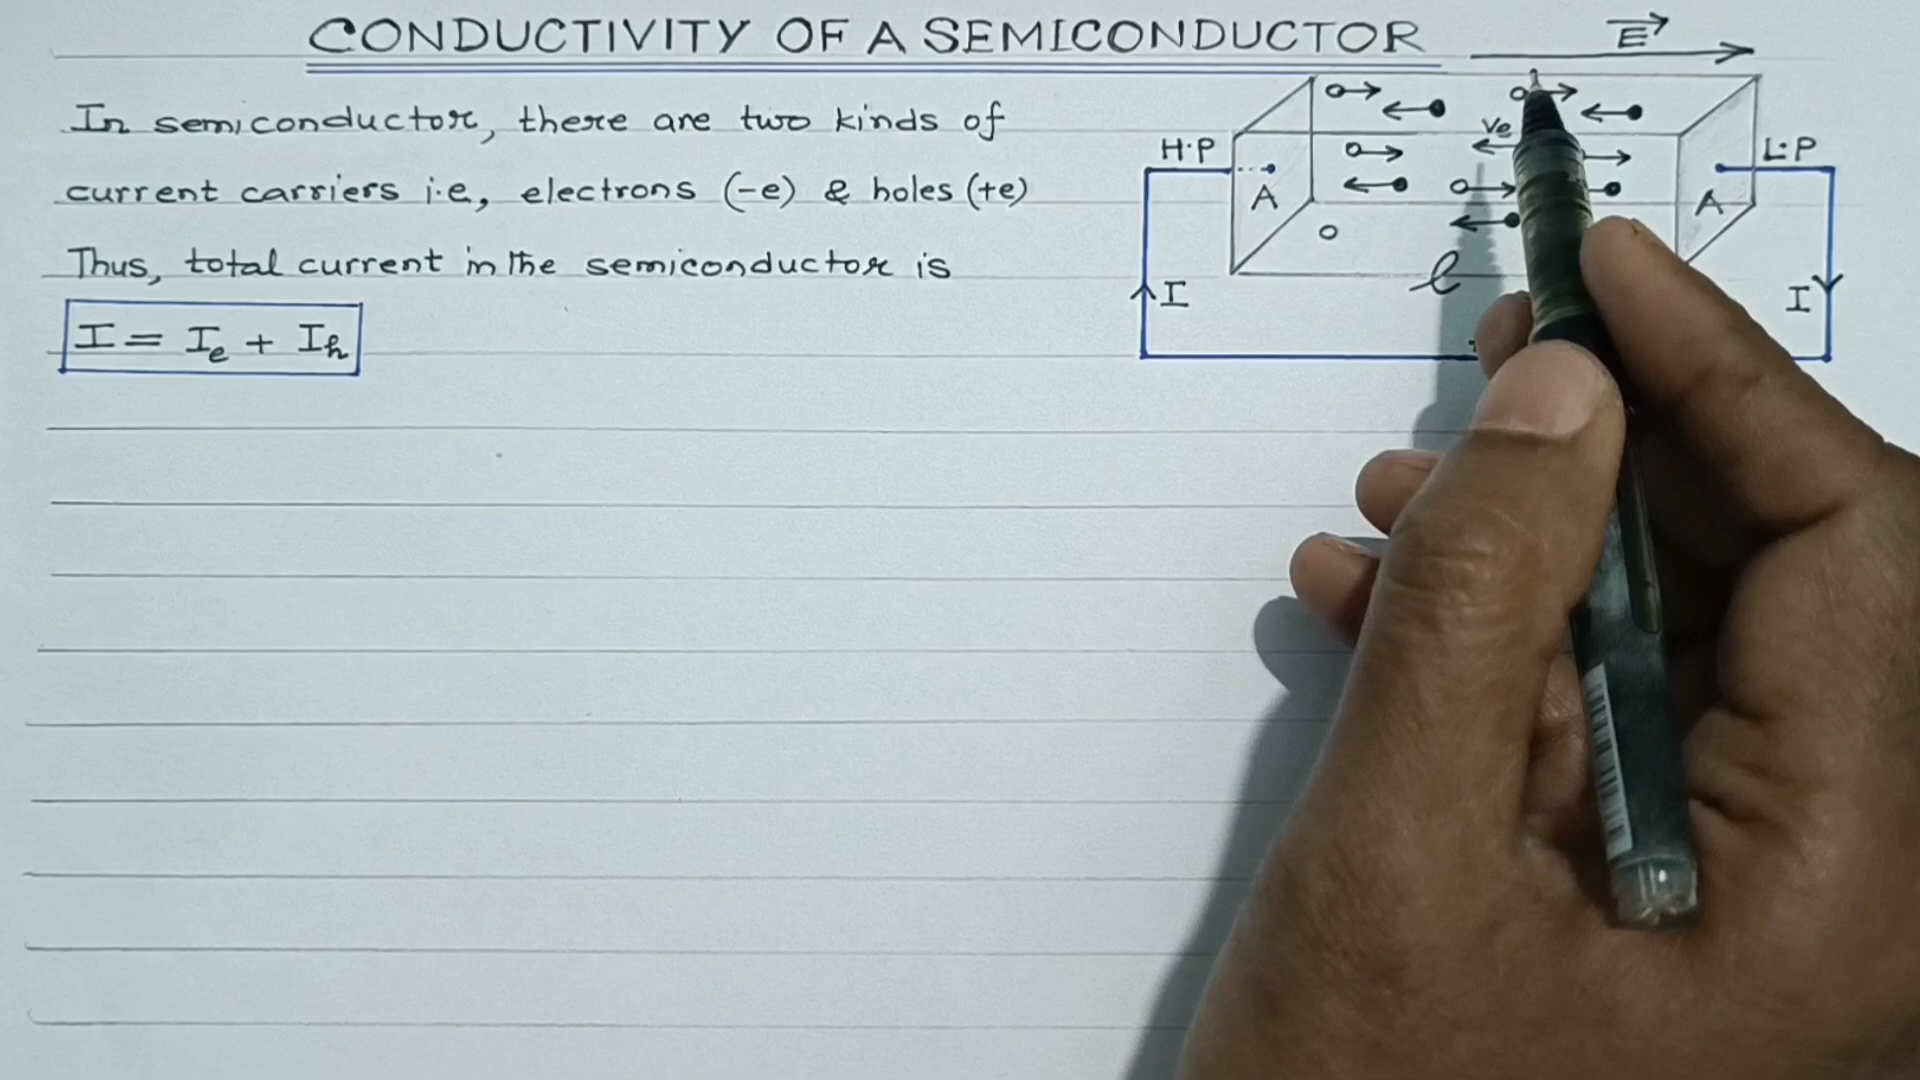 CONDUCTIVITY OF A SEMICONDUCTOR
E
In semiconductor, there are two kinds of
current carriers i.e, electrons (-e) & holes (+e)
Thus, total current in the semiconductor is
I = Ie + Ih
H.P
Ve
L.P
A
A
l
I
I